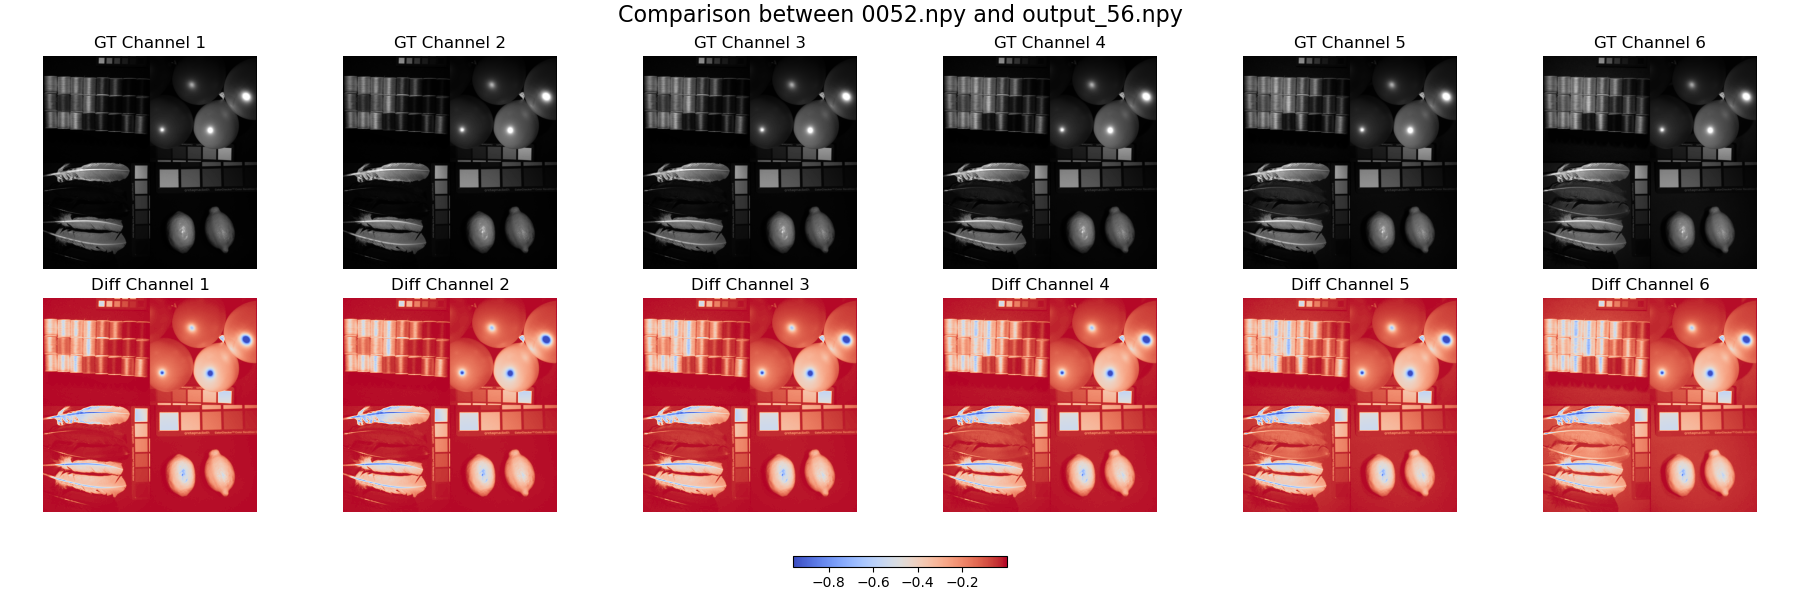 Comparison between 0052.npy and output_56.npy
GT Channel 1
GT Channel 2
GT Channel 3
GT Channel 4
GT Channel 5
GT Channel 6
Diff Channel 1
Diff Channel 2
Diff Channel 3
Diff Channel 4
Diff Channel 5
Diff Channel 6
−0.8
−0.6
−0.4
−0.2